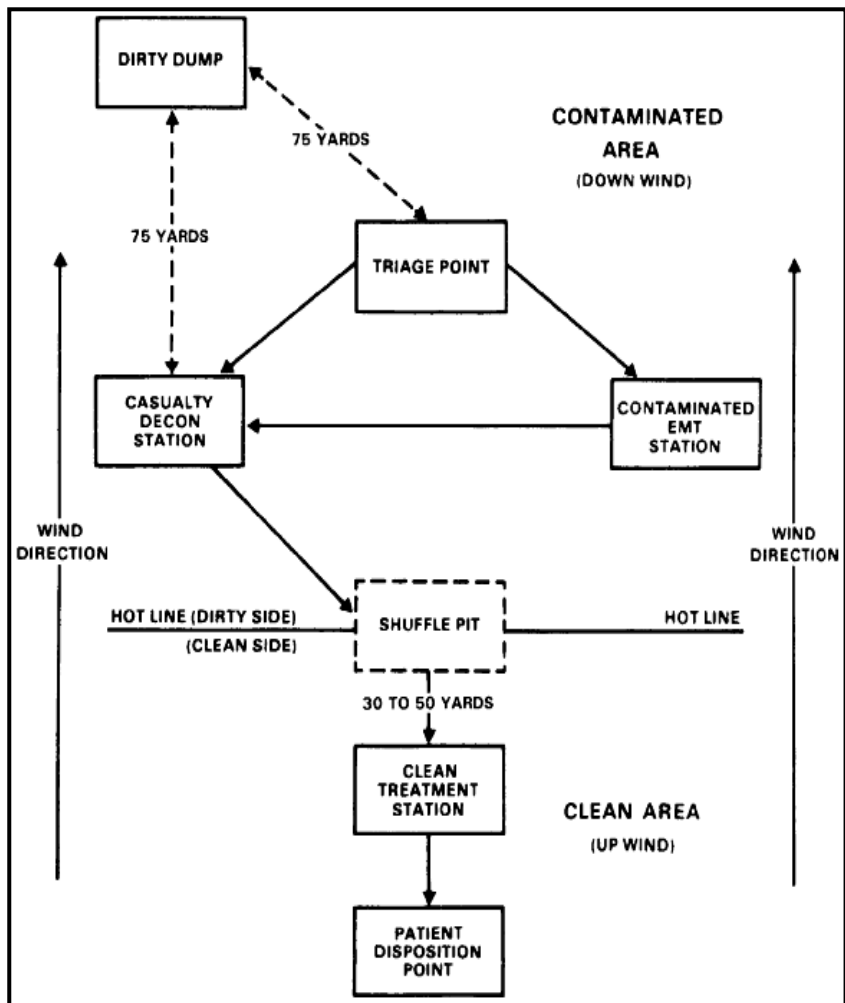 DIRTY DUMP
CONTAMINATED
AREA
(DOWN WIND)
75 YARDS
75 YARDS
TRIAGE POINT
CASUALTY
DECON
STATION
CONTAMINATED
EMT
STATION
WIND
DIRECTION
WIND
DIRECTION
HOT LINE (DIRTY SIDE)
(CLEAN SIDE)
SHUFFLE PIT
HOT LINE
30 TO 50 YARDS
CLEAN
TREATMENT
STATION
CLEAN AREA
(UP WIND)
PATIENT
DISPOSITION
POINT